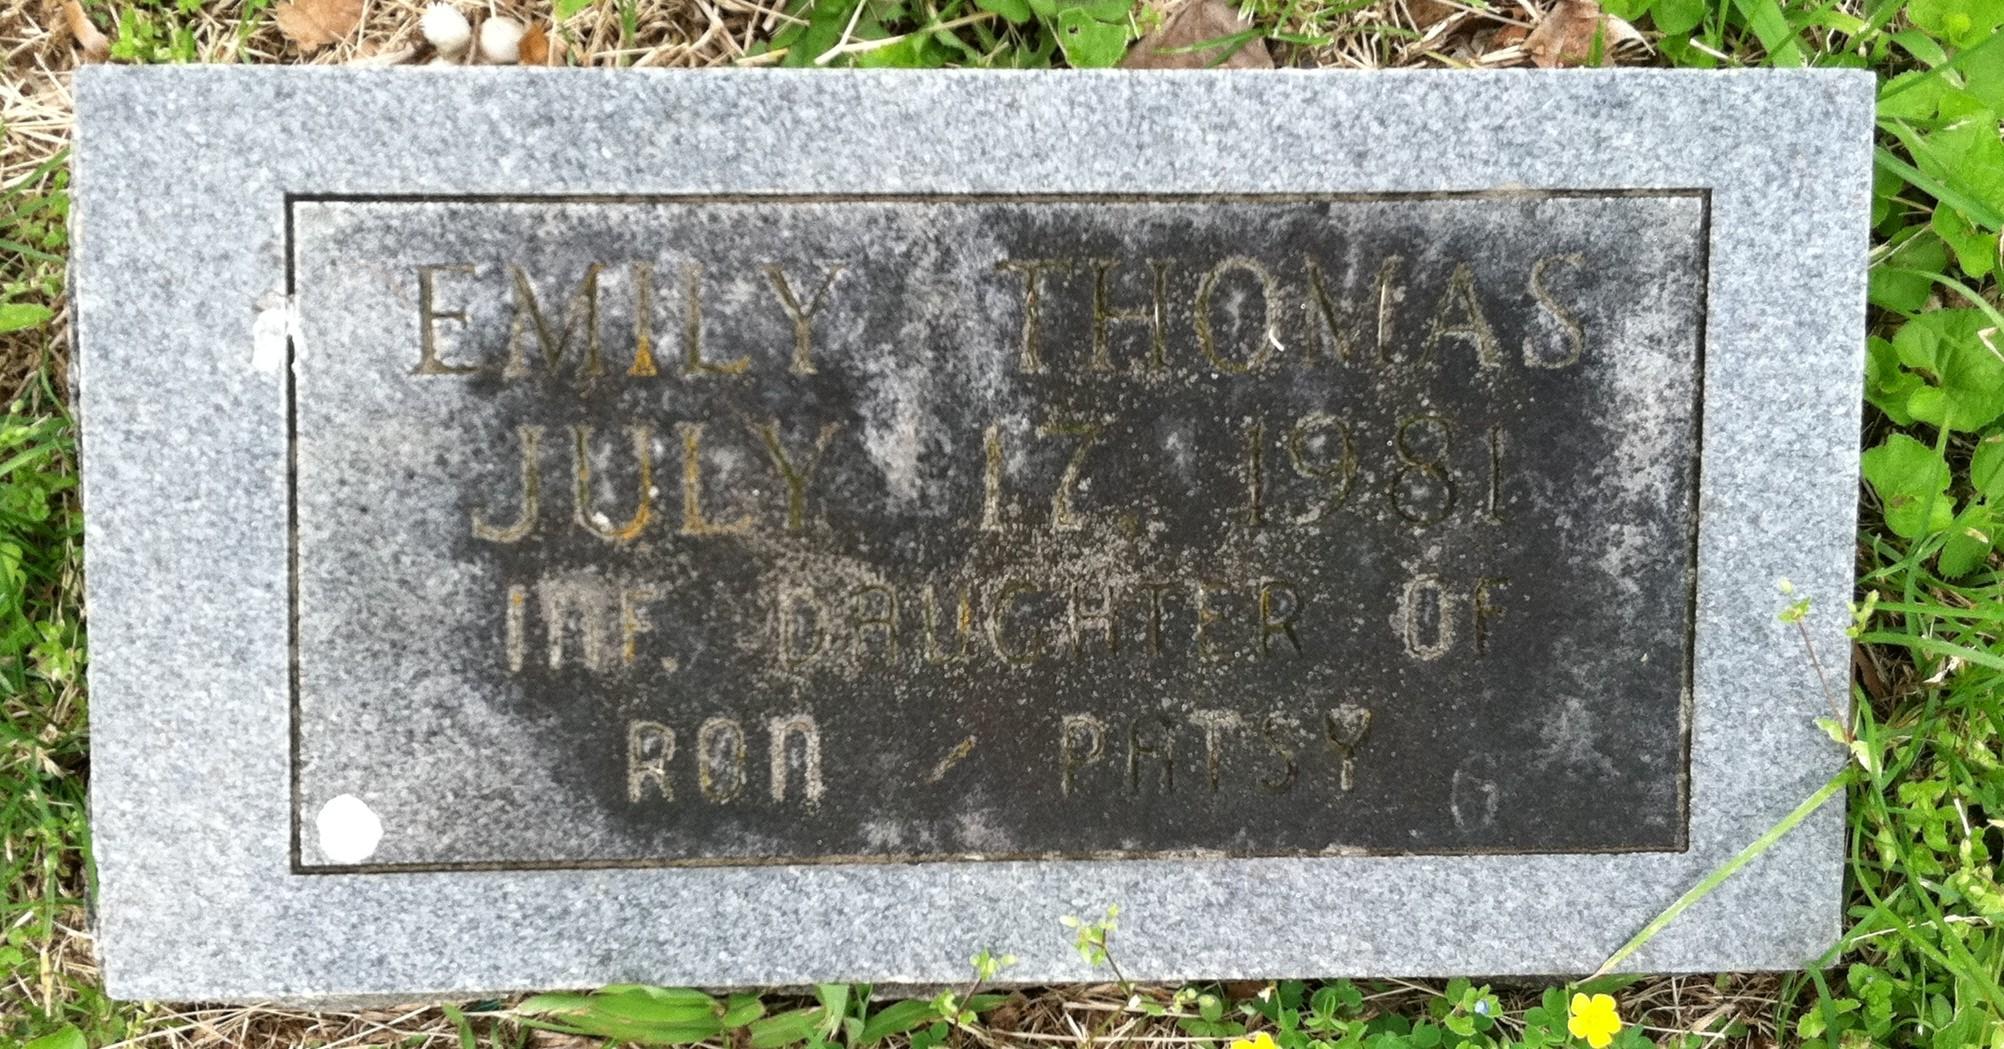 EMILY THOMAS
JULY 17, 1981
INF. DAUGHTER OF
RON / PATSY